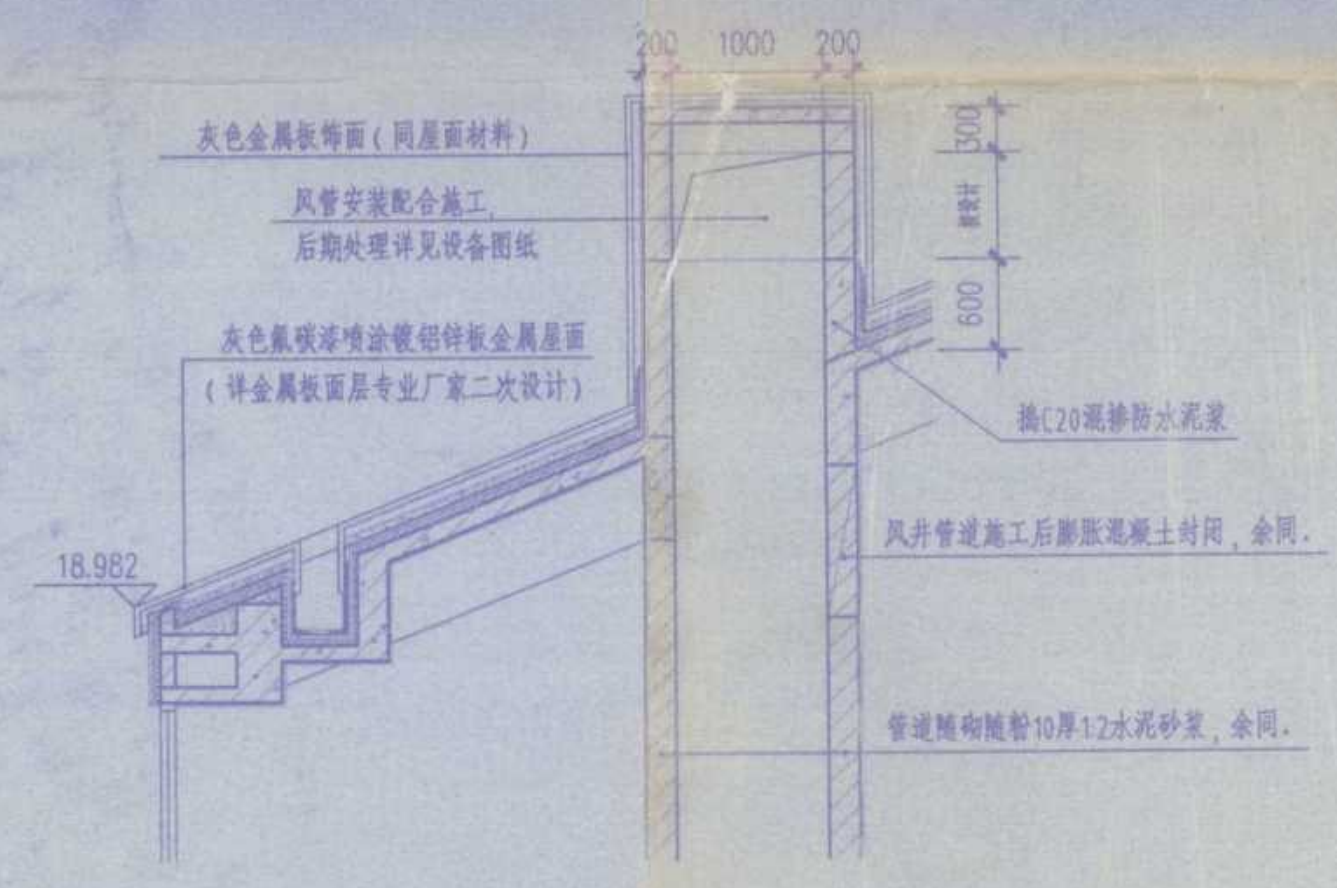 200 1000 200
灰色金属板饰面(同屋面材料)
300
风管安装配合施工,
后期处理详见设备图纸
600
灰色氟碳漆喷涂镀铝锌板金属屋面
(详金属板面层专业厂家二次设计)
捣C20混掺防水泥浆
风井管道施工后膨胀混凝土封闭,余同.
18.982
管道随砌随粉10厚1:2水泥砂浆,余同.